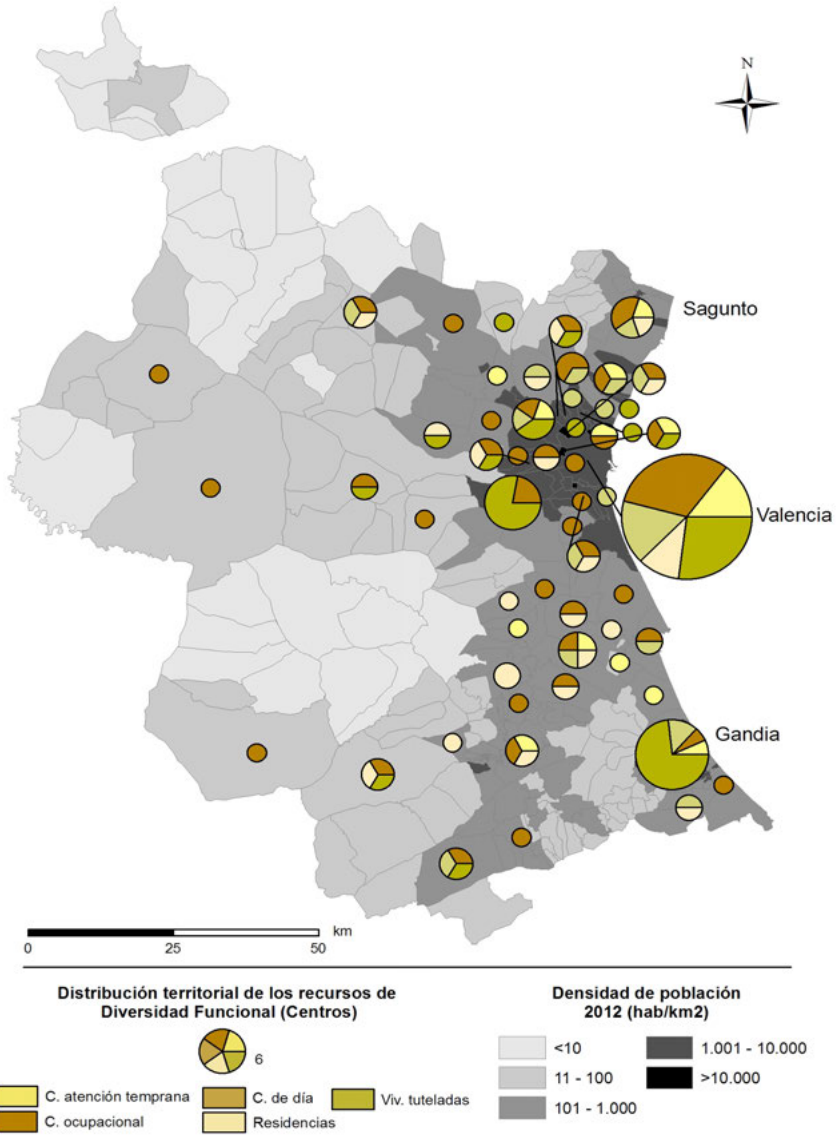 N
Sagunto
Valencia
Gandia
km
0 25 50
Distribución territorial de los recursos de
Diversidad Funcional (Centros)
6
C. atención temprana
C. de día
Viv. tuteladas
C. ocupacional
Residencias
Densidad de población
2012 (hab/km2)
<10
1.001 - 10.000
11 - 100
>10.000
101 - 1.000